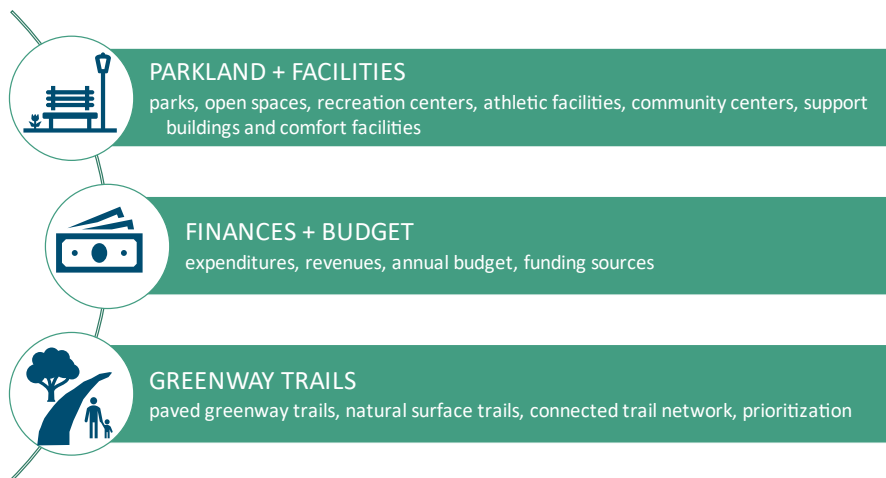 PARKLAND + FACILITIES
parks, open spaces, recreation centers, athletic facilities, community centers, support
buildings and comfort facilities
FINANCES + BUDGET
expenditures, revenues, annual budget, funding sources
GREENWAY TRAILS
paved greenway trails, natural surface trails, connected trail network, prioritization